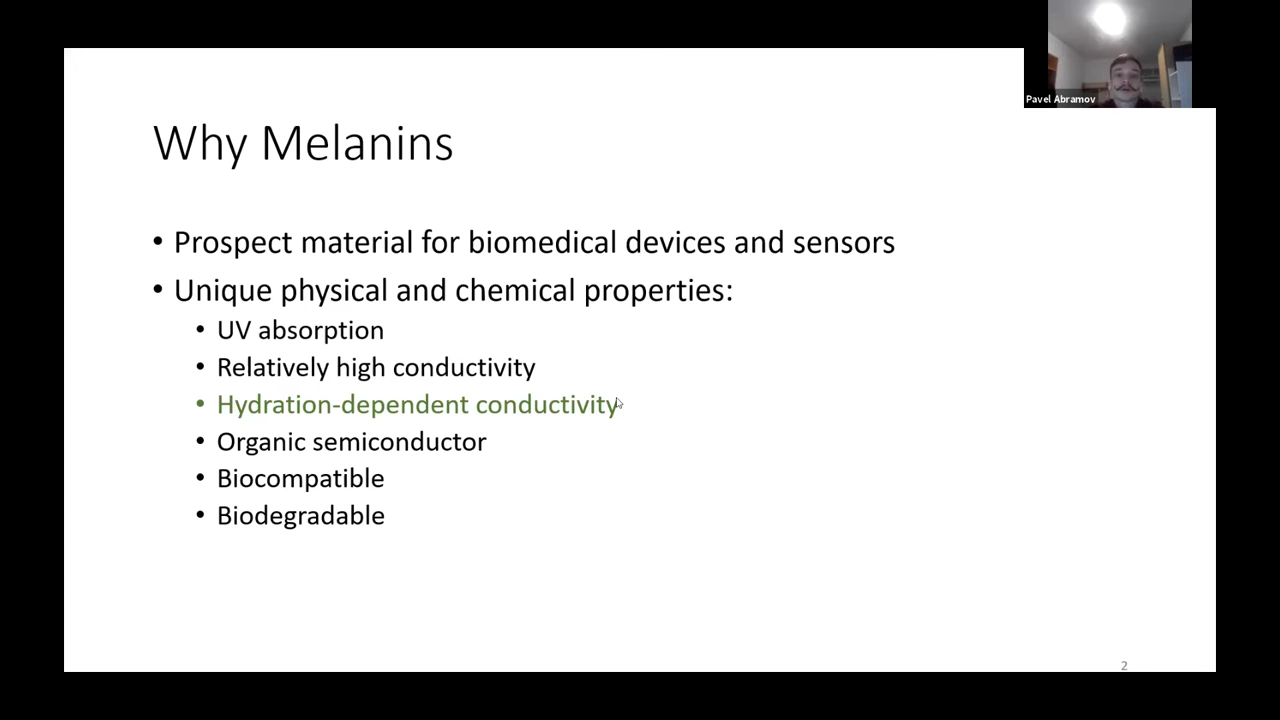 Pavel Abramov
Why Melanins
• Prospect material for biomedical devices and sensors
• Unique physical and chemical properties:
• UV absorption
• Relatively high conductivity
• Hydration-dependent conductivity
• Organic semiconductor
• Biocompatible
• Biodegradable
2